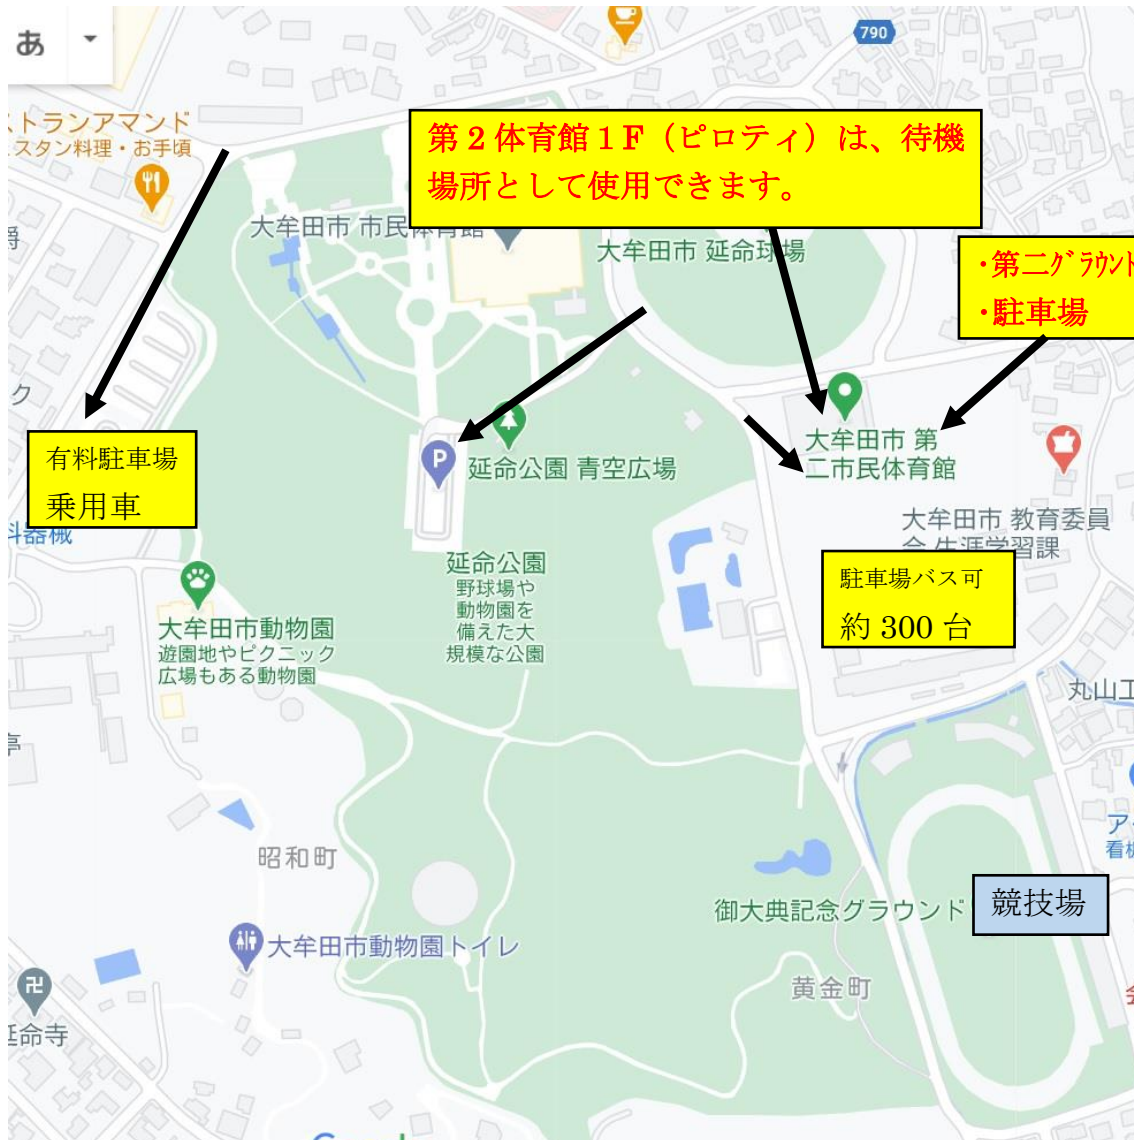 あ
790
トランアマンド
スタン料理・お手頃
第２体育館１F（ピロティ）は、待機
場所として使用できます。
大牟田市 市民体育館
大牟田市 延命球場
・第二ｸﾞﾗｳﾝﾄﾞ
・駐車場
ク
有料駐車場
乗用車
P
延命公園 青空広場
大牟田市 第
二市民体育館
大牟田市 教育委員
会 生涯学習課
科器械
延命公園
野球場や
動物園を
備えた大
規模な公園
駐車場バス可
約 300 台
大牟田市動物園
遊園地やピクニック
広場もある動物園
丸山工
亭
昭和町
ア
競技場
御大典記念グラウンド
大牟田市動物園トイレ
黄金町
延命寺